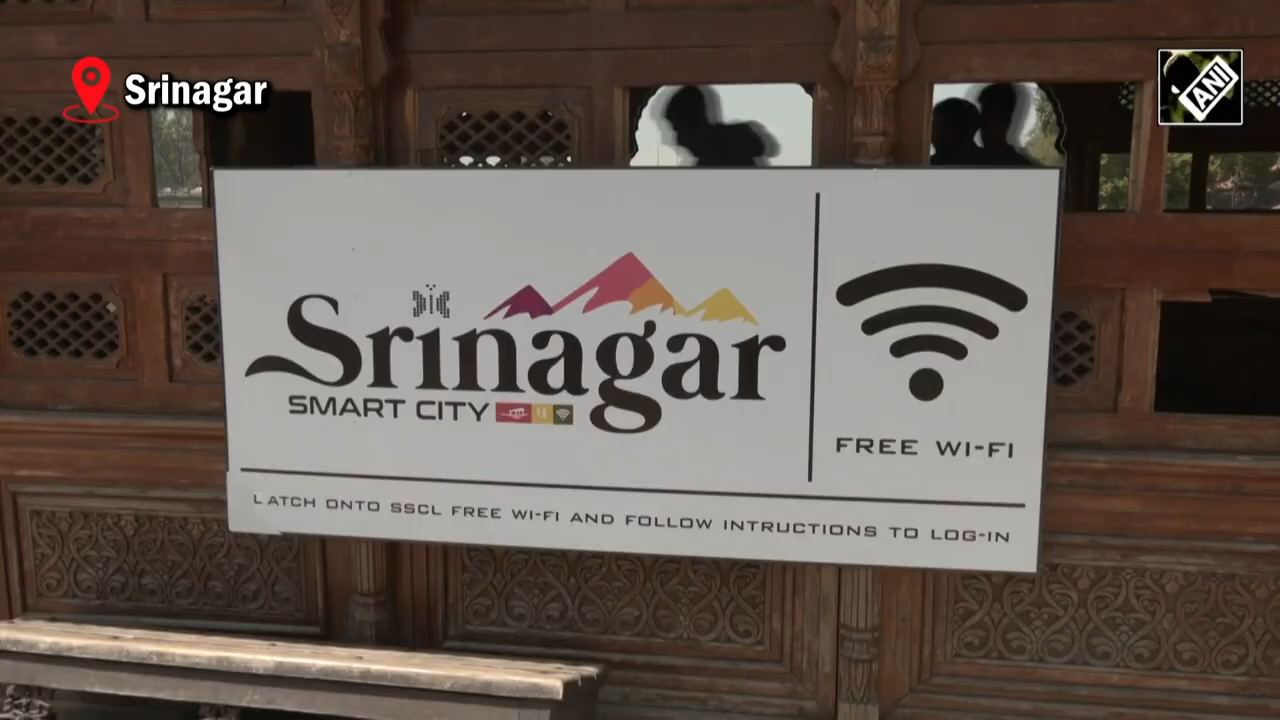 Srinagar
ANI
Srinagar
SMART CITY
FREE WI-FI
LATCH ONTO SSCL FREE WI-FI AND FOLLOW INTRUCTIONS TO LOG-IN